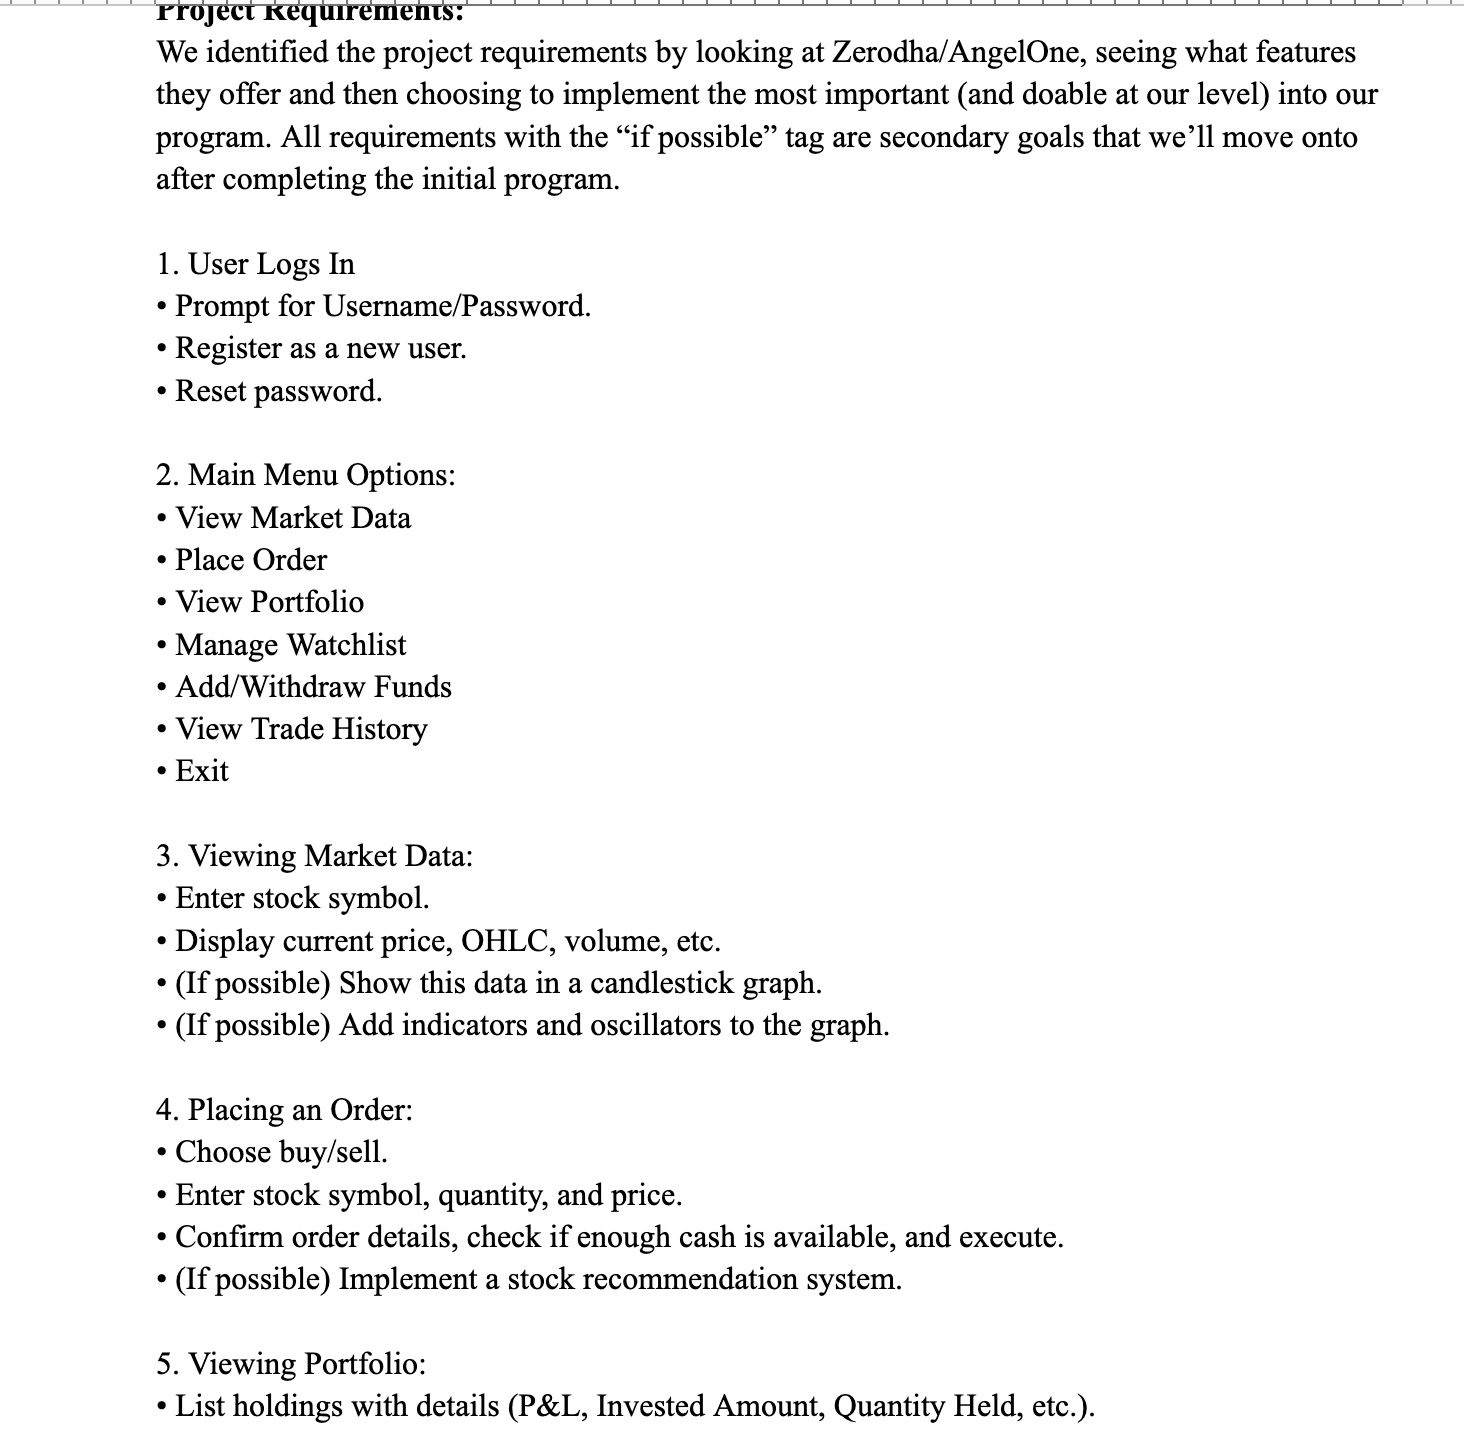 Project Requirements:
We identified the project requirements by looking at Zerodha/AngelOne, seeing what features
they offer and then choosing to implement the most important (and doable at our level) into our
program. All requirements with the “if possible” tag are secondary goals that we’ll move onto
after completing the initial program.
1. User Logs In
• Prompt for Username/Password.
• Register as a new user.
• Reset password.
2. Main Menu Options:
• View Market Data
• Place Order
• View Portfolio
• Manage Watchlist
• Add/Withdraw Funds
• View Trade History
• Exit
3. Viewing Market Data:
• Enter stock symbol.
• Display current price, OHLC, volume, etc.
• (If possible) Show this data in a candlestick graph.
• (If possible) Add indicators and oscillators to the graph.
4. Placing an Order:
• Choose buy/sell.
• Enter stock symbol, quantity, and price.
• Confirm order details, check if enough cash is available, and execute.
• (If possible) Implement a stock recommendation system.
5. Viewing Portfolio:
• List holdings with details (P&L, Invested Amount, Quantity Held, etc.).